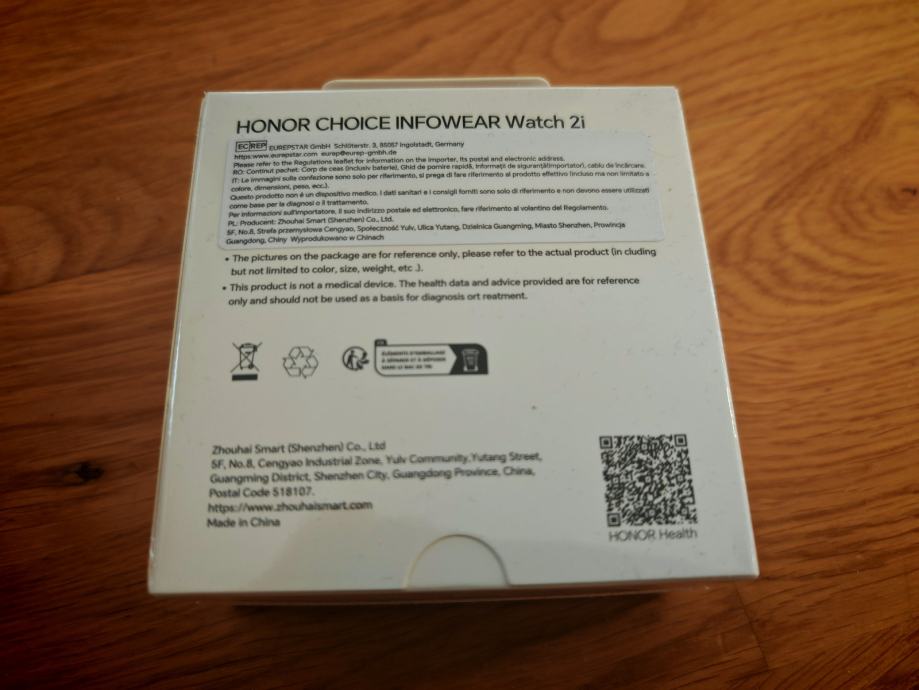 HONOR CHOICE INFOWEAR Watch 2i
EC REP EUREPSTAR GmbH Schlüterstr. 3, 85057 Ingolstadt, Germany
https:www.eurepstar.com eurep@eurep-gmbh.de
Please refer to the Regulations leaflet for information on the importer, its postal and electronic address.
RO: Continut pachet: Corp de ceas (inclusiv baterie), Ghid de pornire rapidă, Informații de siguranță(importator), cablu de încărcare.
IT: Le immagini sulla confezione sono solo per riferimento, si prega di fare riferimento al prodotto effettivo (incluso ma non limitato a
colore, dimensioni, peso, ecc.).
Questo prodotto non è un dispositivo medico. I dati sanitari e i consigli forniti sono solo di riferimento e non devono essere utilizzati
come base per la diagnosi o il trattamento.
Per informazioni sull'importatore, il suo indirizzo postale ed elettronico, fare riferimento al volantino del Regolamento.
PL: Producent: Zhouhai Smart (Shenzhen) Co., Ltd.
5F, No.8, Strefa przemysłowa Cengyao, Społeczność Yulv, Ulica Yutang, Dzielnica Guangming, Miasto Shenzhen, Prowincja
Guangdong, Chiny Wyprodukowano w Chinach
• The pictures on the package are for reference only, please refer to the actual product (in cluding
but not limited to color, size, weight, etc .).
• This product is not a medical device. The health data and advice provided are for reference
only and should not be used as a basis for diagnosis ort reatment.
FR
ÉLÉMENTS D'EMBALLAGE
À SÉPARER ET À DÉPOSER
DANS LE BAC DE TRI
Zhouhai Smart (Shenzhen) Co., Ltd
5F, No.8, Cengyao Industrial Zone, Yulv Community,Yutang Street,
Guangming District, Shenzhen City, Guangdong Province, China,
Postal Code 518107.
https://www.zhouhaismart.com
Made in China
HONOR Health